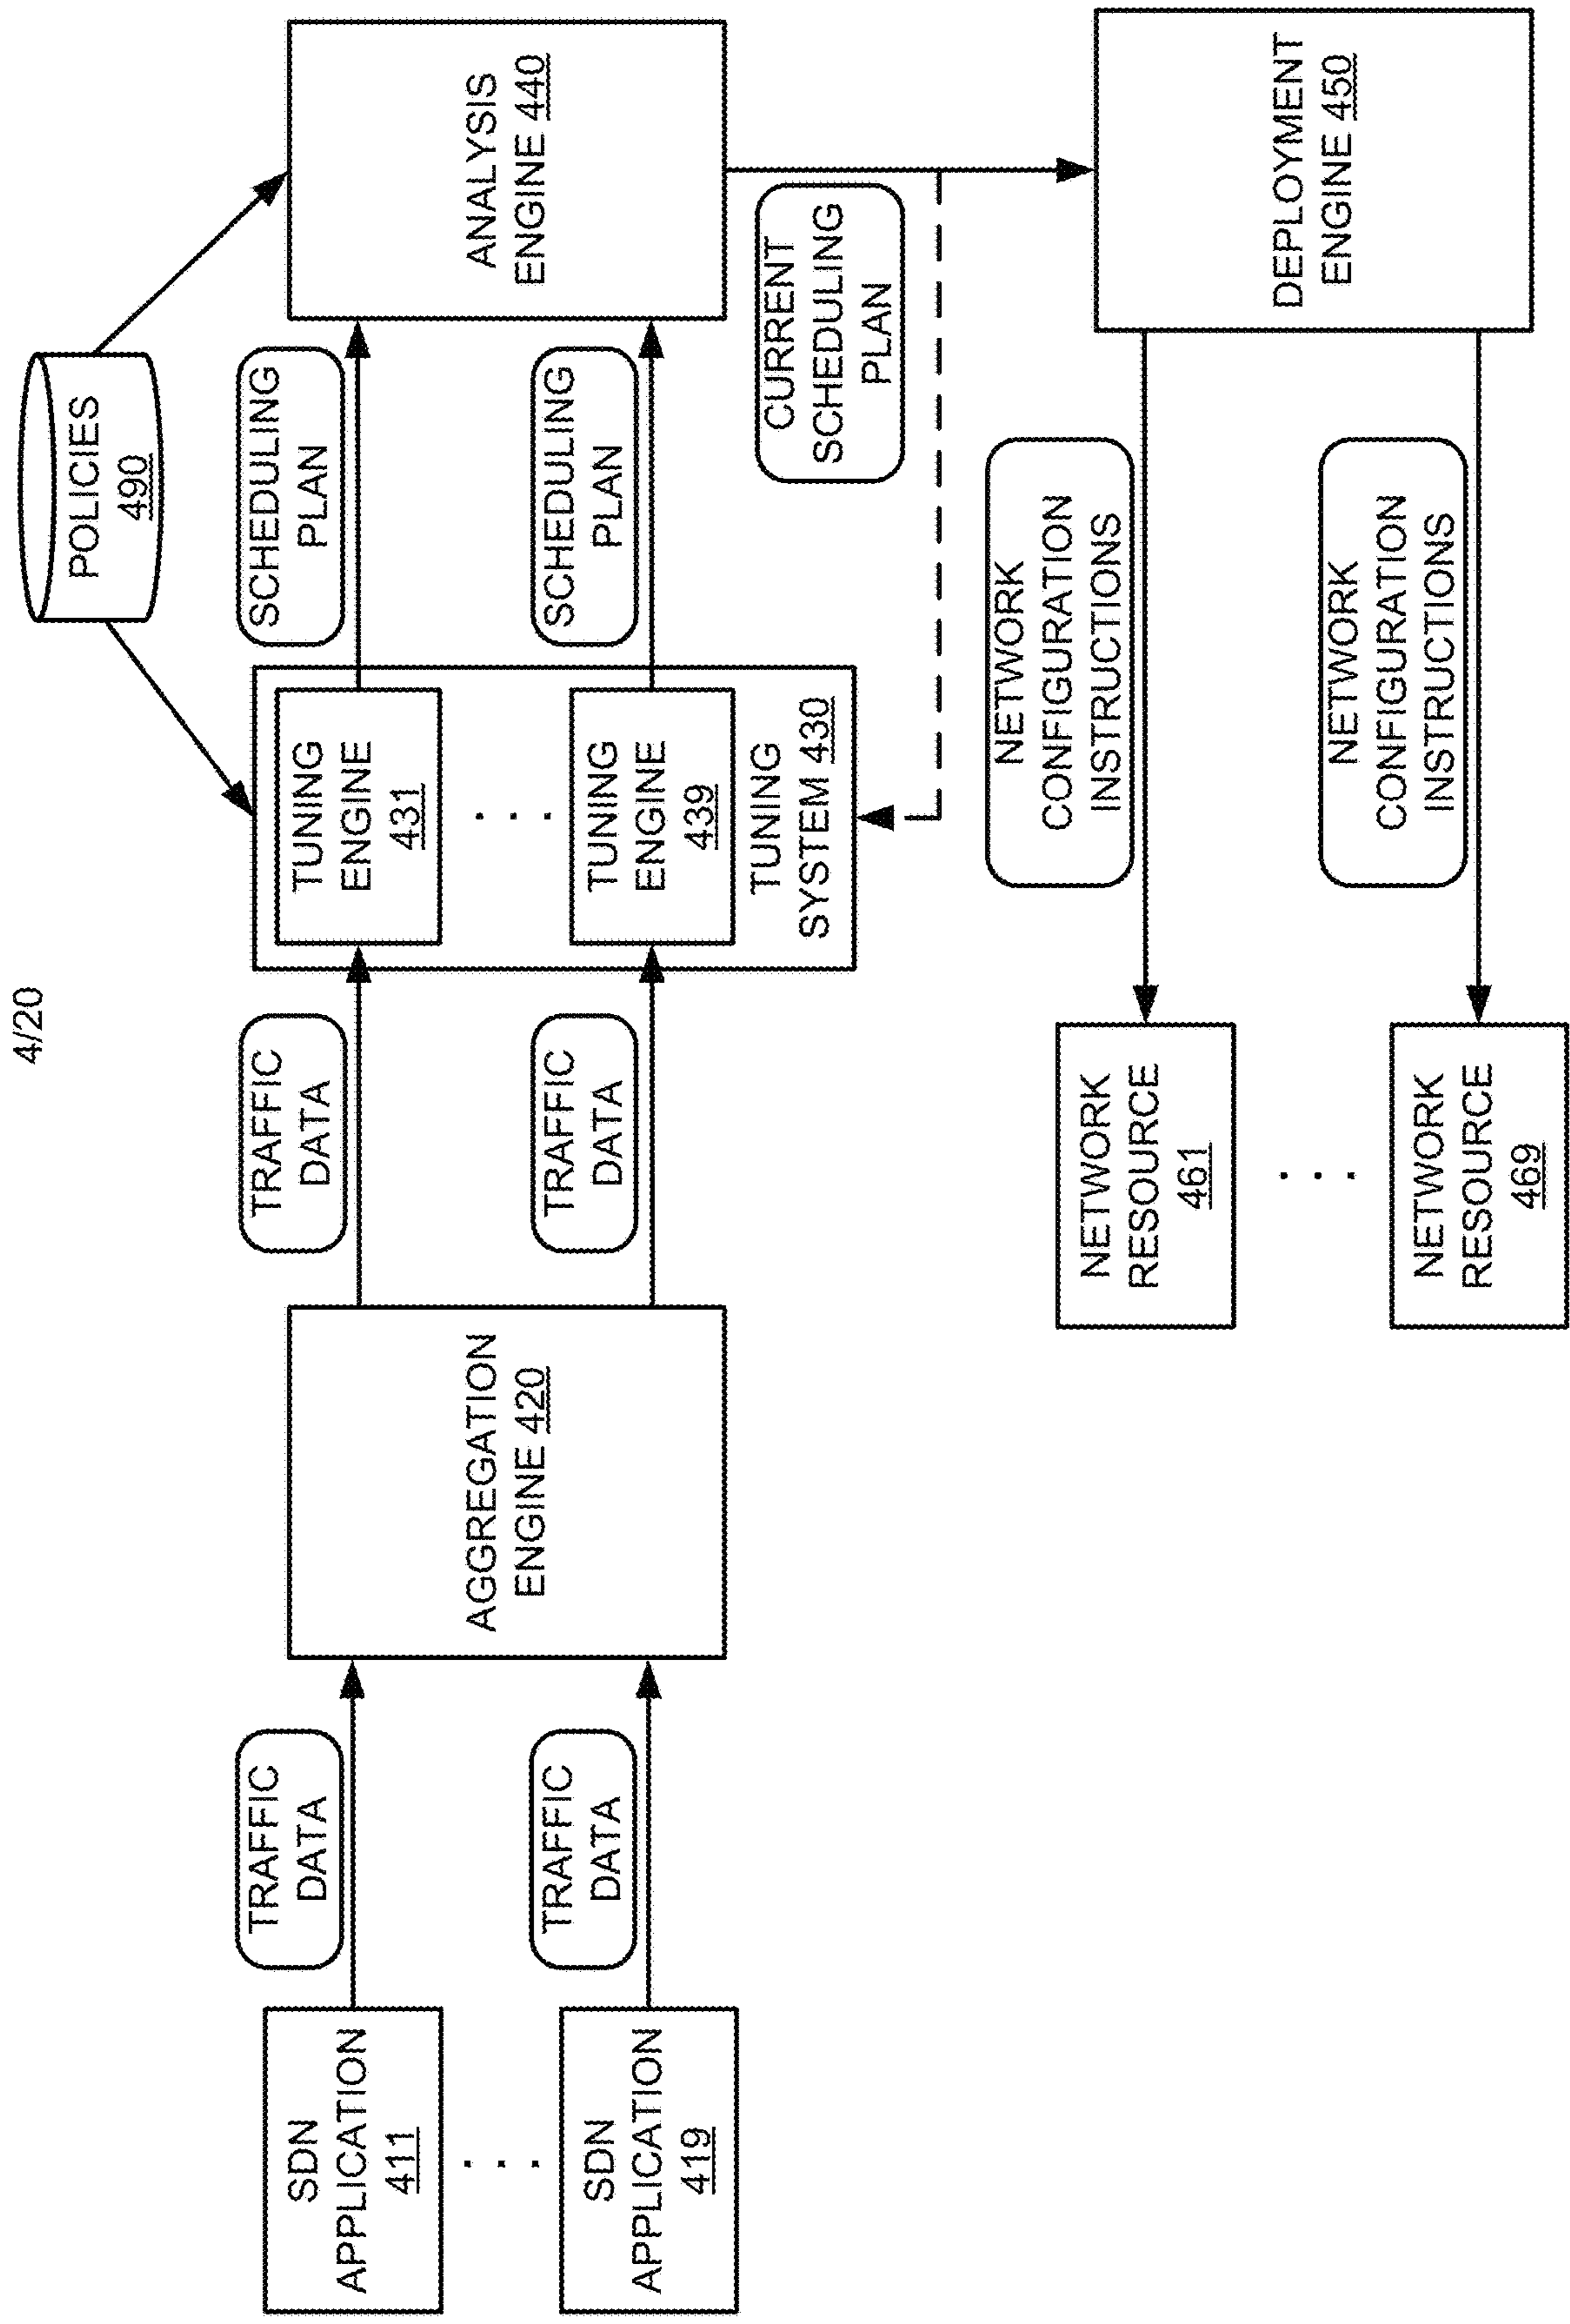 4/20
POLICIES
490
SDN
APPLICATION
411
. . .
SDN
APPLICATION
419
TRAFFIC
DATA
TRAFFIC
DATA
AGGREGATION
ENGINE 420
TRAFFIC
DATA
TRAFFIC
DATA
TUNING
ENGINE
431
. . .
TUNING
ENGINE
439
TUNING
SYSTEM 430
SCHEDULING
PLAN
SCHEDULING
PLAN
ANALYSIS
ENGINE 440
CURRENT
SCHEDULING
PLAN
DEPLOYMENT
ENGINE 450
NETWORK
CONFIGURATION
INSTRUCTIONS
NETWORK
CONFIGURATION
INSTRUCTIONS
NETWORK
RESOURCE
461
. . .
NETWORK
RESOURCE
469